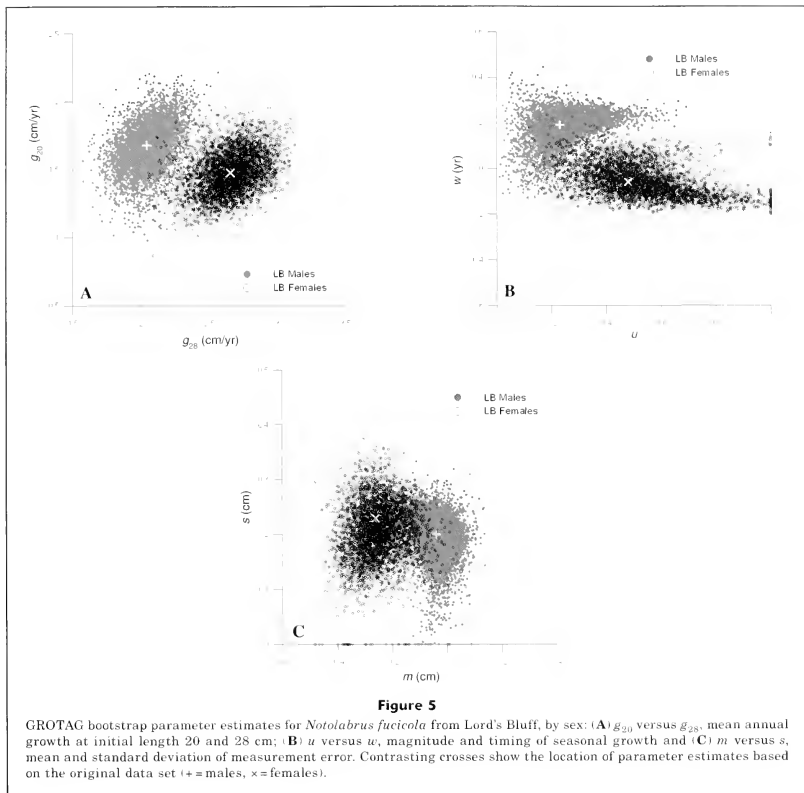 g20 (cm/yr)
LB Males
LB Females
A
g28 (cm/yr)
LB Males
LB Females
w (yr)
B
u
LB Males
LB Females
s (cm)
C
m (cm)
Figure 5
GROTAG bootstrap parameter estimates for Notolabrus fucicola from Lord's Bluff, by sex: (A) g20 versus g28, mean annual
growth at initial length 20 and 28 cm; (B) u versus w, magnitude and timing of seasonal growth and (C) m versus s,
mean and standard deviation of measurement error. Contrasting crosses show the location of parameter estimates based
on the original data set (+ = males, × = females).